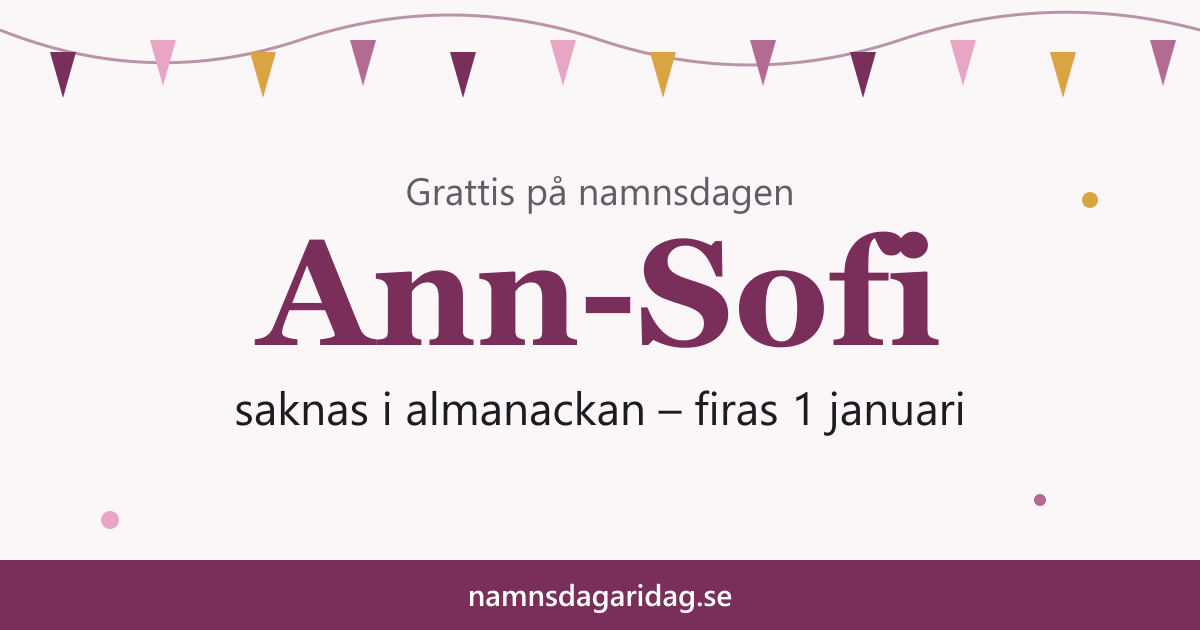 Grattis på namnsdagen
Ann-Sofi
saknas i almanackan – firas 1 januari
namnsdagaridag.se